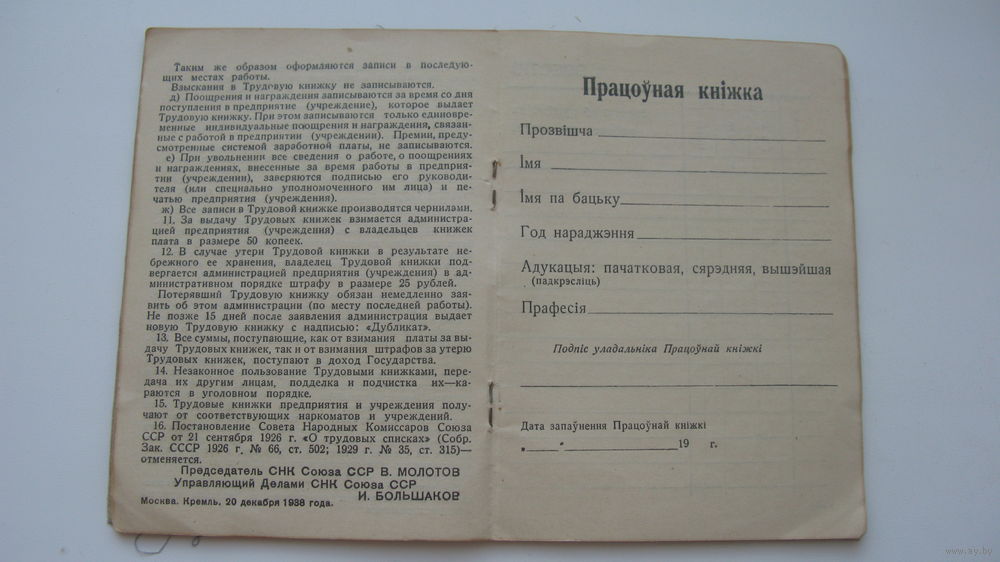 Таким же образом оформляются записи в последую-
щих местах работы.
Взыскания в Трудовую книжку не записываются.
д) Поощрения и награждения записываются за время со дня
поступления в предприятие (учреждение), которое выдает
Трудовую книжку. При этом записываются только единовре-
менные индивидуальные поощрения и награждения, связан-
ные с работой в предприятии (учреждении). Премии, преду-
смотренные системой заработной платы, не записываются.
е) При увольнении все сведения о работе, о поощрениях
и награждениях, внесенные за время работы в предприя-
тии (учреждении), заверяются подписью его руководи-
теля (или специально уполномоченного им лица) и пе-
чатью предприятия (учреждения).
ж) Все записи в Трудовой книжке производятся чернилами.
11. За выдачу Трудовых книжек взимается администра-
цией предприятия (учреждения) с владельцев книжек
плата в размере 50 копеек.
12. В случае утери Трудовой книжки в результате не-
брежного ее хранения, владелец Трудовой книжки под-
вергается администрацией предприятия (учреждения) в ад-
министративном порядке штрафу в размере 25 рублей.
Потерявший Трудовую книжку обязан немедленно зая-
вить об этом администрации (по месту последней работы).
Не позже 15 дней после заявления администрация выдает
новую Трудовую книжку с надписью: «Дубликат».
13. Все суммы, поступающие, как от взимания платы за вы-
дачу Трудовых книжек, так и от взимания штрафов за утерю
Трудовых книжек, поступают в доход Государства.
14. Незаконное пользование Трудовыми книжками, пере-
дача их другим лицам, подделка и подчистка их—ка-
раются в уголовном порядке.
15. Трудовые книжки предприятия и учреждения полу-
чают от соответствующих наркоматов и учреждений.
16. Постановление Совета Народных Комиссаров Союза
ССР от 21 сентября 1926 г. «О трудовых списках» (Собр.
Зак. СССР 1926 г. № 66, ст. 502; 1929 г. № 35, ст. 315)—
отменяется.
Председатель СНК Союза ССР В. МОЛОТОВ
Управляющий Делами СНК Союза ССР
И. БОЛЬШАКОВ
Москва. Кремль. 20 декабря 1938 года.
Працоўная кніжка
Прозвішча
Імя
Імя па бацьку
Год нараджэння
Адукацыя: пачатковая, сярэдняя, вышэйшая
(падкрэсліць)
Прафесія
Подпіс уладальніка Працоўнай кніжкі
Дата запаўнення Працоўнай кніжкі
19 г.
www.ay.by